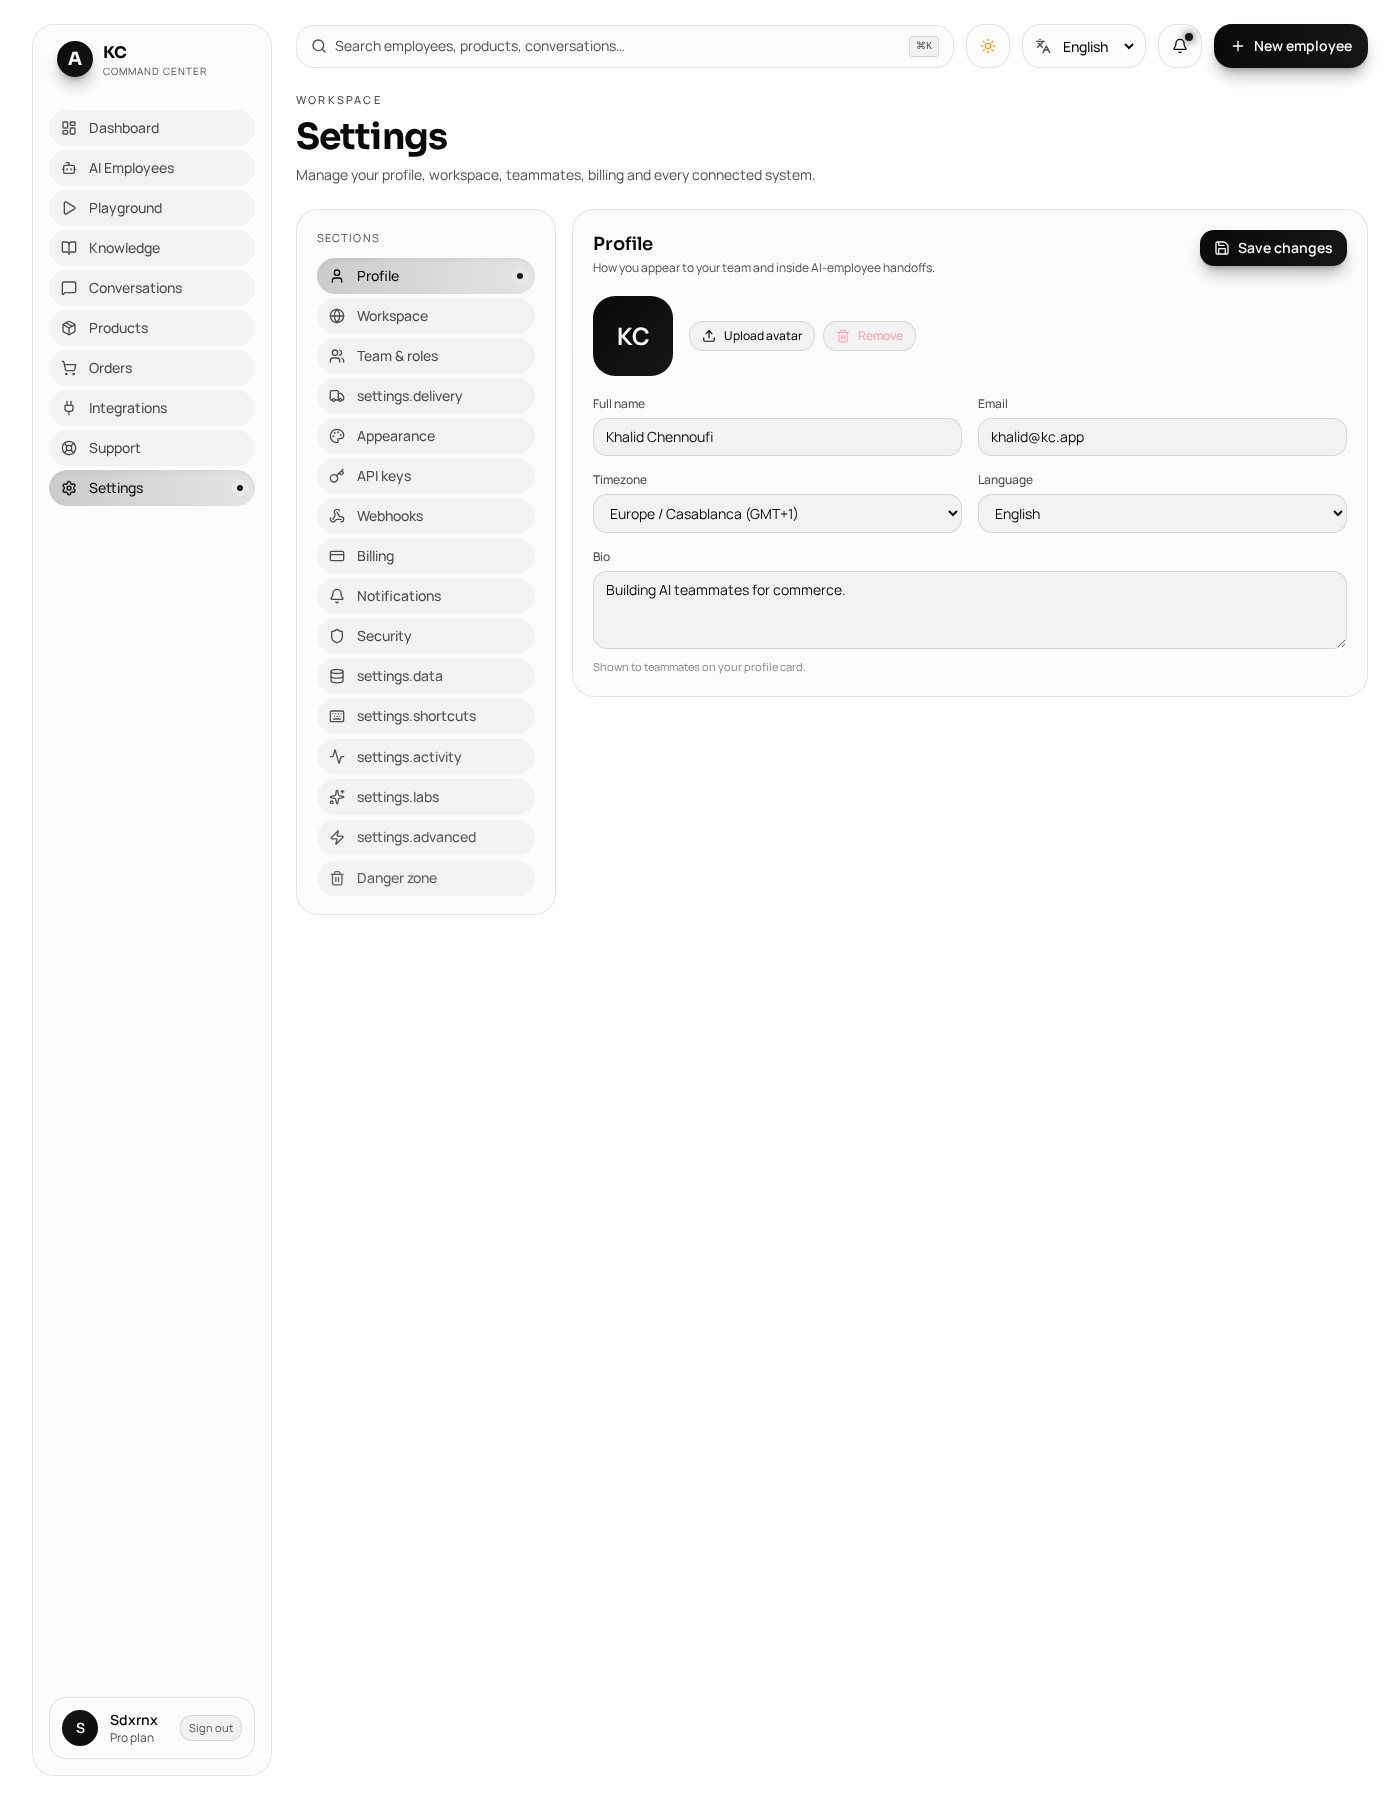 A
KC
COMMAND CENTER
Dashboard
AI Employees
Playground
Knowledge
Conversations
Products
Orders
Integrations
Support
Settings
S
Sdxrnx
Pro plan
Sign out
Search employees, products, conversations...
⌘K
English
New employee
WORKSPACE
Settings
Manage your profile, workspace, teammates, billing and every connected system.
SECTIONS
Profile
Workspace
Team & roles
settings.delivery
Appearance
API keys
Webhooks
Billing
Notifications
Security
settings.data
settings.shortcuts
settings.activity
settings.labs
settings.advanced
Danger zone
Profile
How you appear to your team and inside AI-employee handoffs.
Save changes
KC
Upload avatar
Remove
Full name
Khalid Chennoufi
Email
khalid@kc.app
Timezone
Europe / Casablanca (GMT+1)
Language
English
Bio
Building AI teammates for commerce.
Shown to teammates on your profile card.